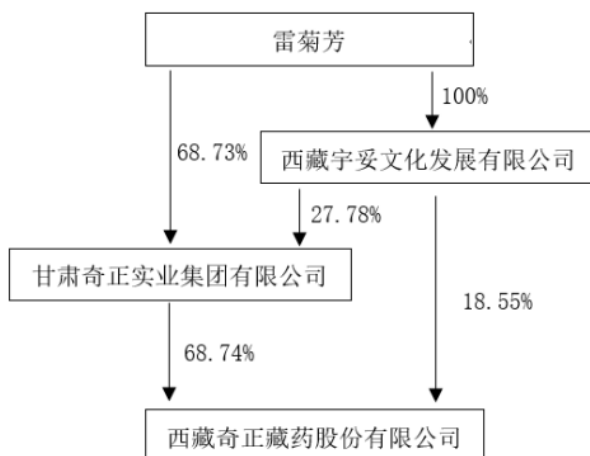 雷菊芳
100%
68.73%
西藏宇妥文化发展有限公司
27.78%
甘肃奇正实业集团有限公司
18.55%
68.74%
西藏奇正藏药股份有限公司